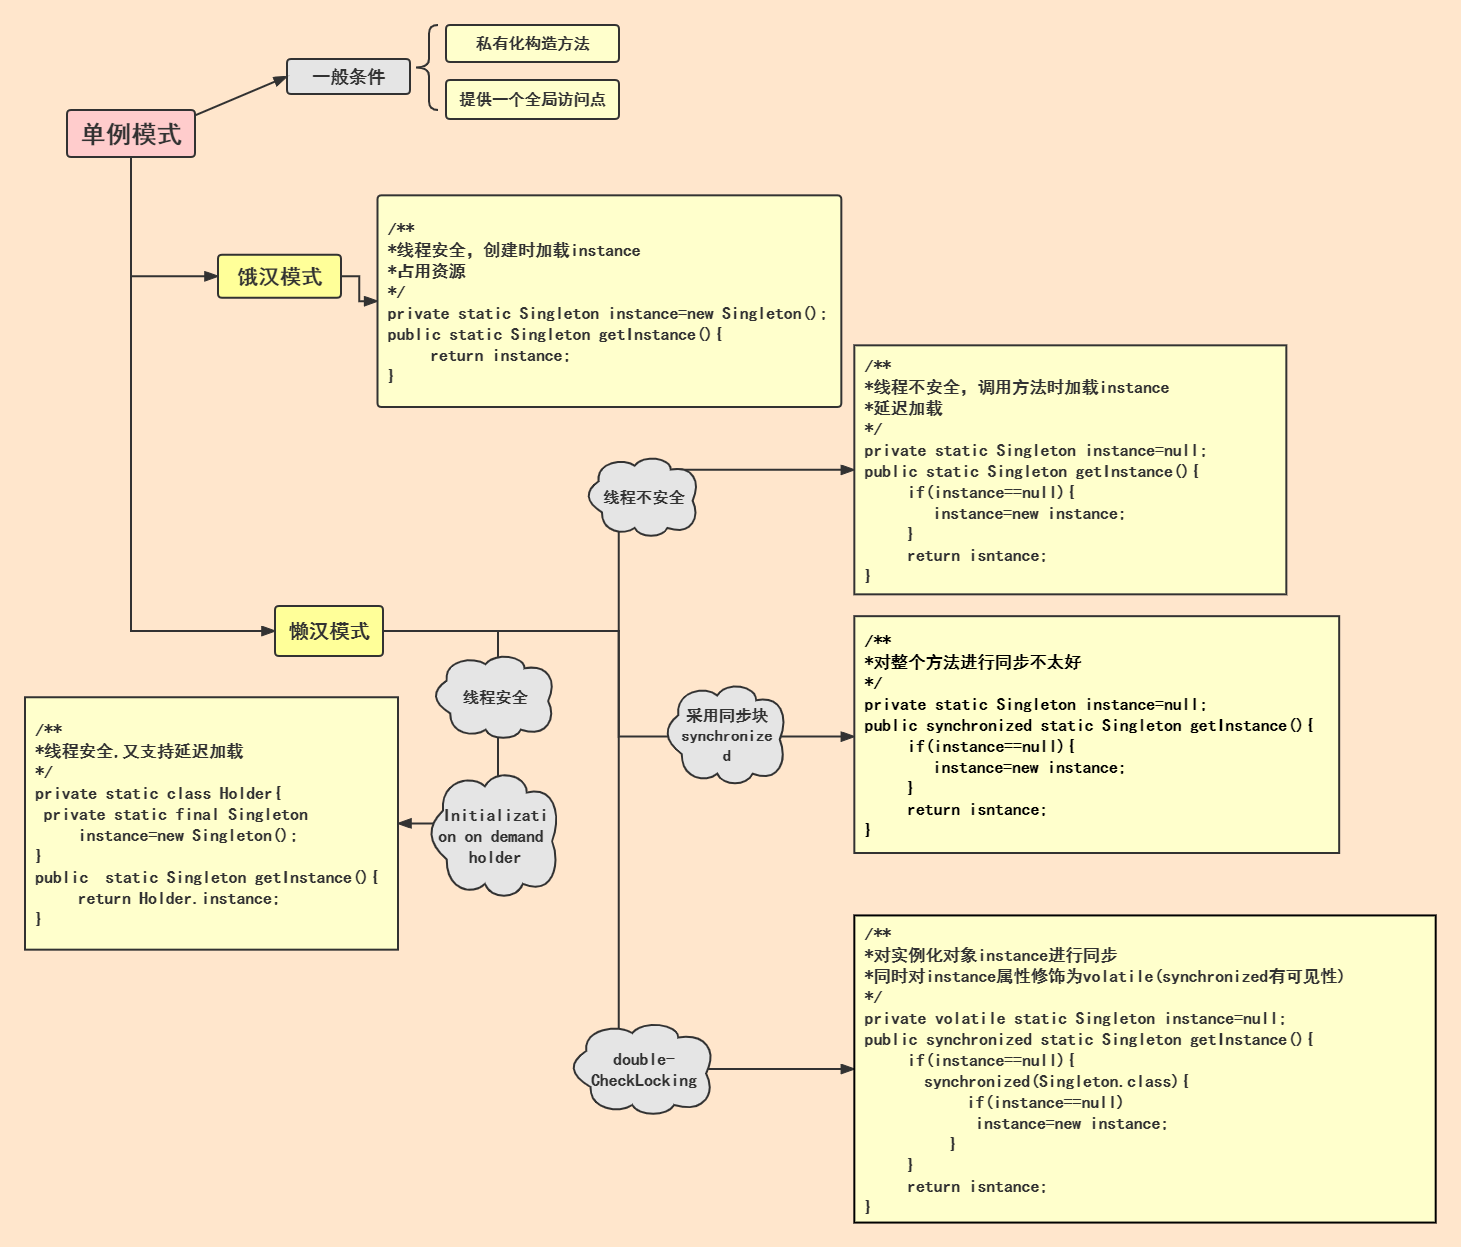 私有化构造方法
一般条件
提供一个全局访问点
单例模式
饿汉模式
/**
*线程安全，创建时加载instance
*占用资源
*/
private static Singleton instance=new Singleton();
public static Singleton getInstance(){
return instance;
}
/**
*线程不安全，调用方法时加载instance
*延迟加载
*/
private static Singleton instance=null;
public static Singleton getInstance(){
if(instance==null){
instance=new instance;
}
return isntance;
}
线程不安全
懒汉模式
线程安全
采用同步块
synchronize
d
/**
*对整个方法进行同步不太好
*/
private static Singleton instance=null;
public synchronized static Singleton getInstance(){
if(instance==null){
instance=new instance;
}
return isntance;
}
/**
*线程安全.又支持延迟加载
*/
private static class Holder{
private static final Singleton
instance=new Singleton();
}
public  static Singleton getInstance(){
return Holder.instance;
}
Initializati
on on demand
holder
double-
CheckLocking
/**
*对实例化对象instance进行同步
*同时对instance属性修饰为volatile(synchronized有可见性)
*/
private volatile static Singleton instance=null;
public synchronized static Singleton getInstance(){
if(instance==null){
synchronized(Singleton.class){
if(instance==null)
instance=new instance;
}
}
return isntance;
}